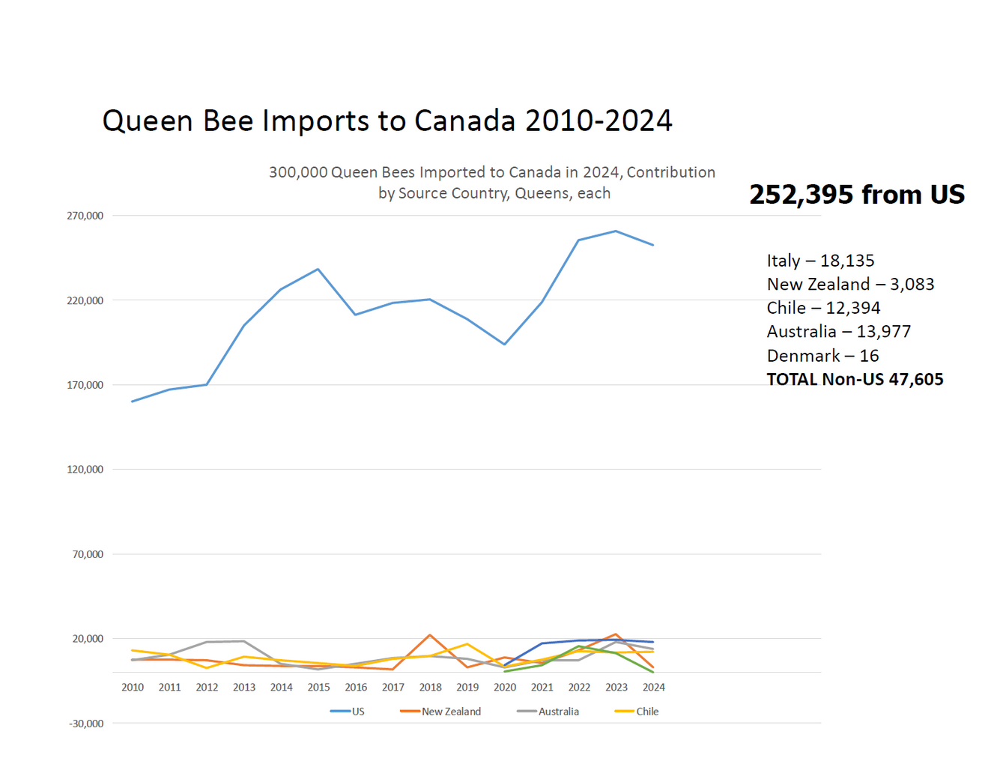 Queen Bee Imports to Canada 2010-2024
300,000 Queen Bees Imported to Canada in 2024, Contribution
by Source Country, Queens, each
252,395 from US
Italy – 18,135
New Zealand – 3,083
Chile – 12,394
Australia – 13,977
Denmark – 16
TOTAL Non-US 47,605
270,000
220,000
170,000
120,000
70,000
20,000
2010 2011 2012 2013 2014 2015 2016 2017 2018 2019 2020 2021 2022 2023 2024
US New Zealand Australia Chile
-30,000